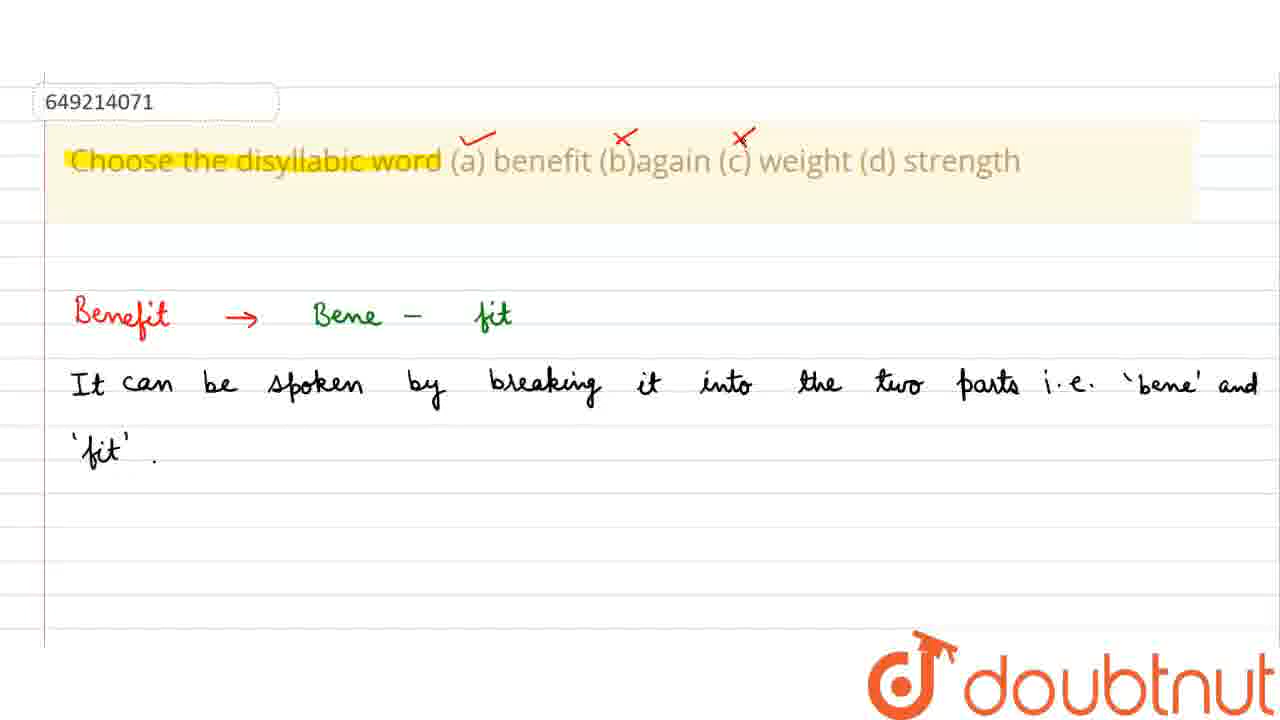 649214071
Choose the disyllabic word (a) benefit (b)again (c) weight (d) strength
Benefit → Bene - fit
It can be spoken by breaking it into the two parts i.e. 'bene' and
'fit'.
doubtnut